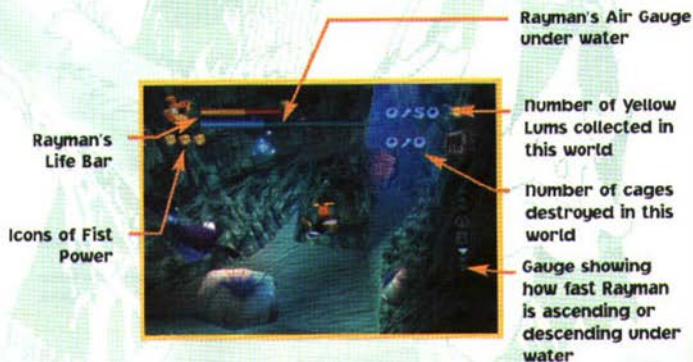 Rayman's Air Gauge
under water
Rayman's
Life Bar
Icons of Fist
Power
0/50
0/0
Number of Yellow
Lums collected in
this world
Number of cages
destroyed in this
world
Gauge showing
how fast Rayman
is ascending or
descending under
water